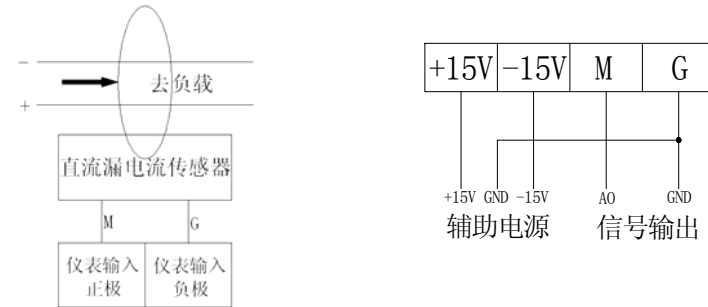 −
去负载
+
直流漏电流传感器
M
G
仪表输入
正极
仪表输入
负极
+15V
-15V
M
G
+15V
GND
-15V
AO
GND
辅助电源
信号输出